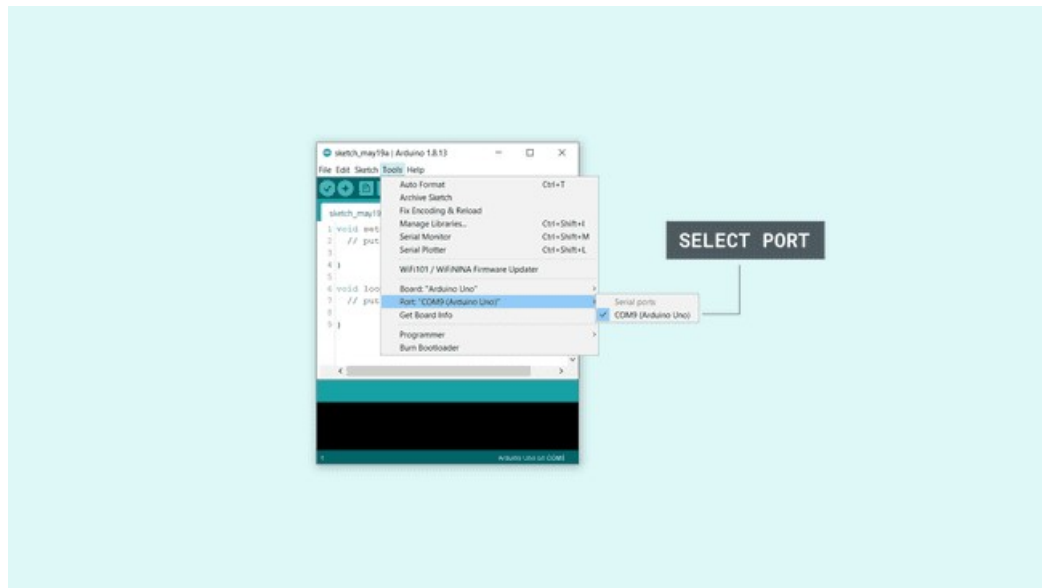 sketch_may19a | Arduino 1.8.13
File Edit Sketch Tools Help
sketch_may19
Auto Format Ctrl+T
Archive Sketch
Fix Encoding & Reload
Manage Libraries... Ctrl+Shift+I
Serial Monitor Ctrl+Shift+M
Serial Plotter Ctrl+Shift+L
WiFi101 / WiFiNINA Firmware Updater
Board: "Arduino Uno"
Port: "COM9 (Arduino Uno)"
Get Board Info
Programmer
Burn Bootloader
1 void set
2 // put
3
4 }
5
6 void loo
7 // put
8
9 }
Serial ports
COM9 (Arduino Uno)
SELECT PORT
1
Arduino Uno on COM9